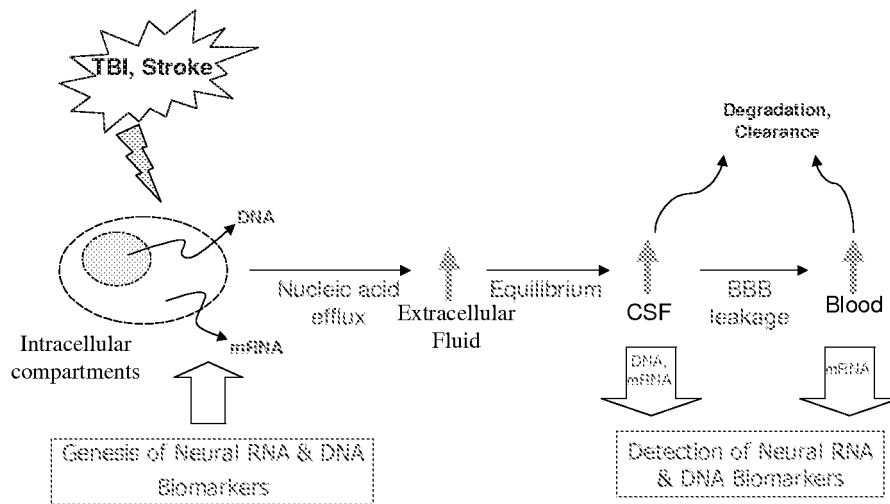 TBI, Stroke
Degradation,
Clearance
DNA
Nucleic acid
efflux
Extracellular
Fluid
Equilibrium
CSF
BBB
leakage
Blood
mRNA
Intracellular
compartments
DNA,
mRNA
mRNA
Genesis of Neural RNA & DNA
Biomarkers
Detection of Neural RNA
& DNA Biomarkers